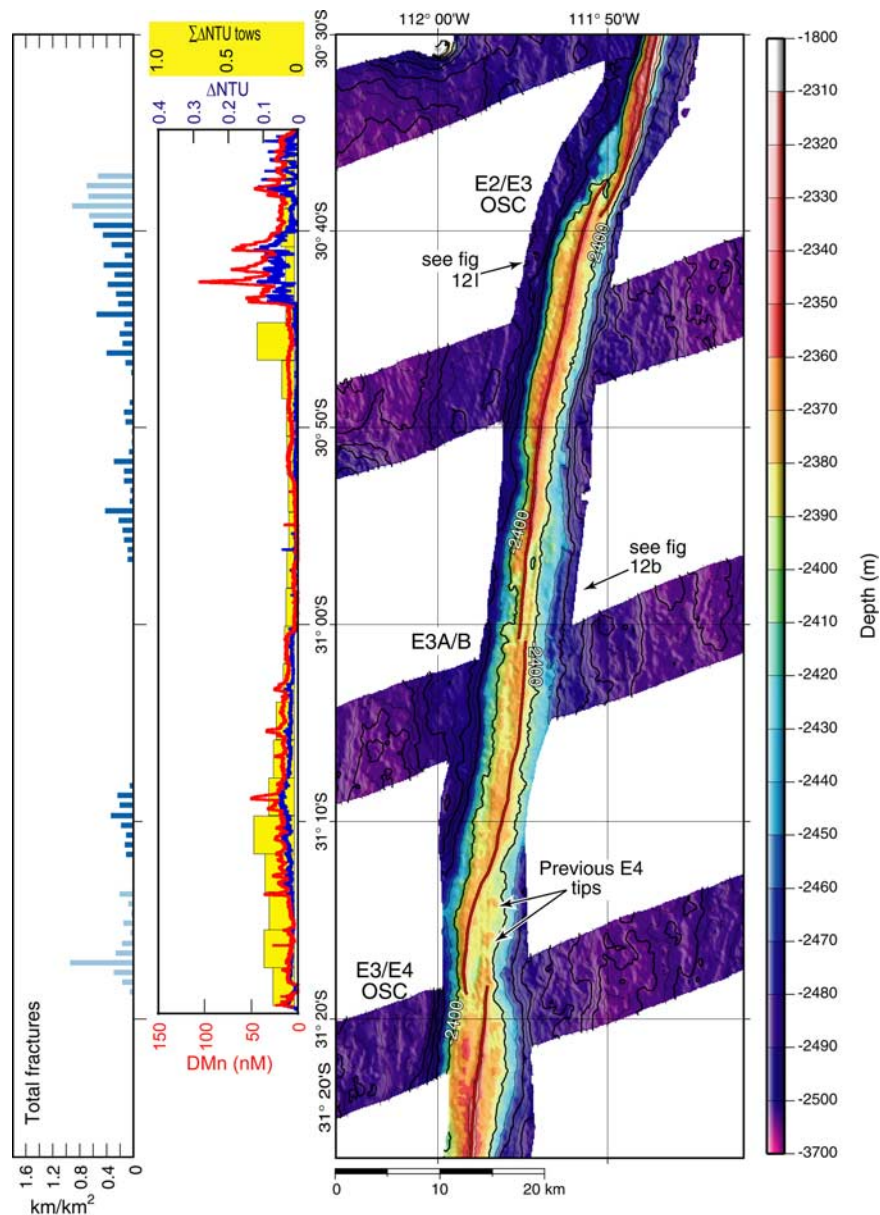 112° 00'W
111° 50'W
ΣΔNTU tows
1.0
0.5
0
ΔNTU
0.4
0.3
0.2
0.1
0
30° 30'S
30° 40'S
30° 50'S
31° 00'S
31° 10'S
31° 20'S
31° 20'S
E2/E3
OSC
-2400
see fig
12l
-2400
see fig
12b
E3A/B
-2400
Previous E4
tips
E3/E4
OSC
-2400
Total fractures
1.6
1.2
0.8
0.4
0
km/km²
150
100
50
0
DMn (nM)
0
10
20 km
-1800
-2310
-2320
-2330
-2340
-2350
-2360
-2370
-2380
-2390
-2400
-2410
-2420
-2430
-2440
-2450
-2460
-2470
-2480
-2490
-2500
-3700
Depth (m)